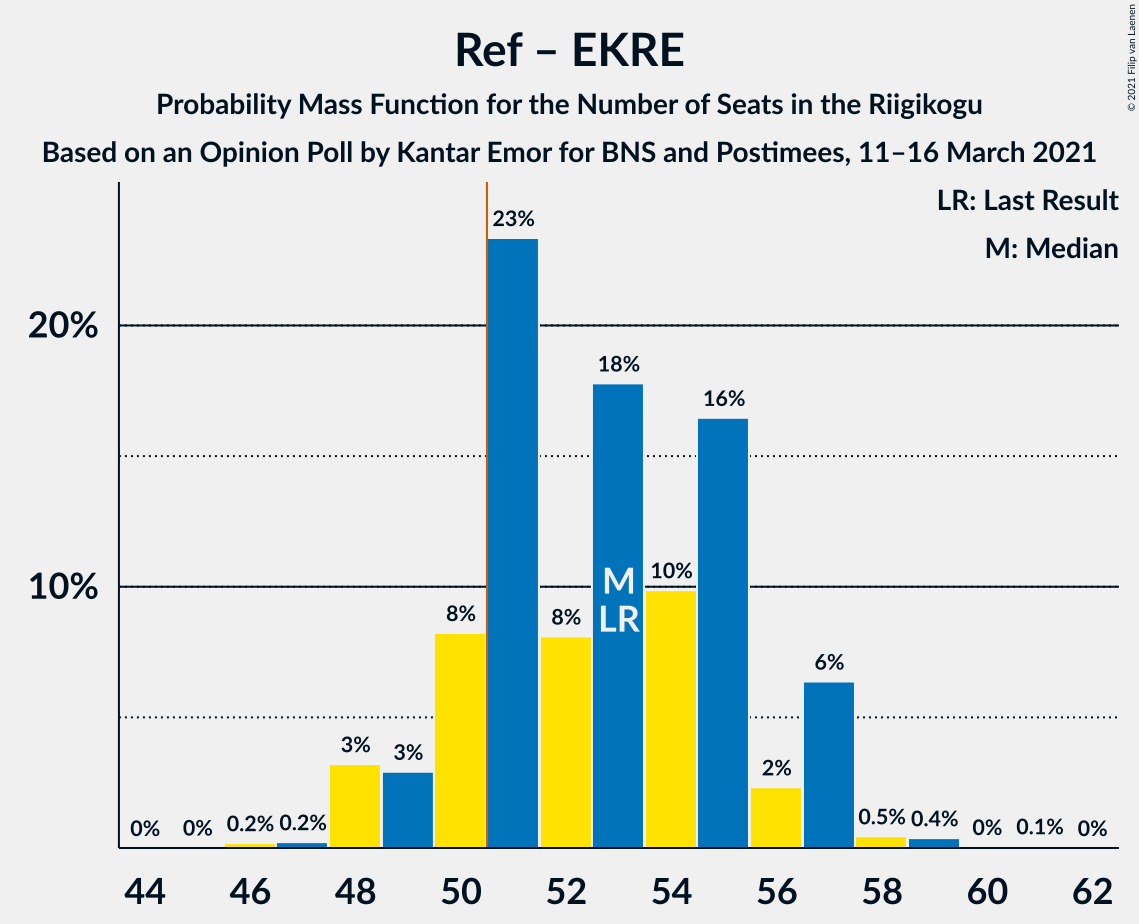 Ref – EKRE
Probability Mass Function for the Number of Seats in the Riigikogu
Based on an Opinion Poll by Kantar Emor for BNS and Postimees, 11–16 March 2021
© 2021 Filip van Laenen
LR: Last Result
M: Median
20%
10%
0% 0% 0.2% 0.2% 3% 3% 8% 23% 8% 18% 10% 16% 2% 6% 0.5% 0.4% 0% 0.1% 0%
M
LR
44 46 48 50 52 54 56 58 60 62